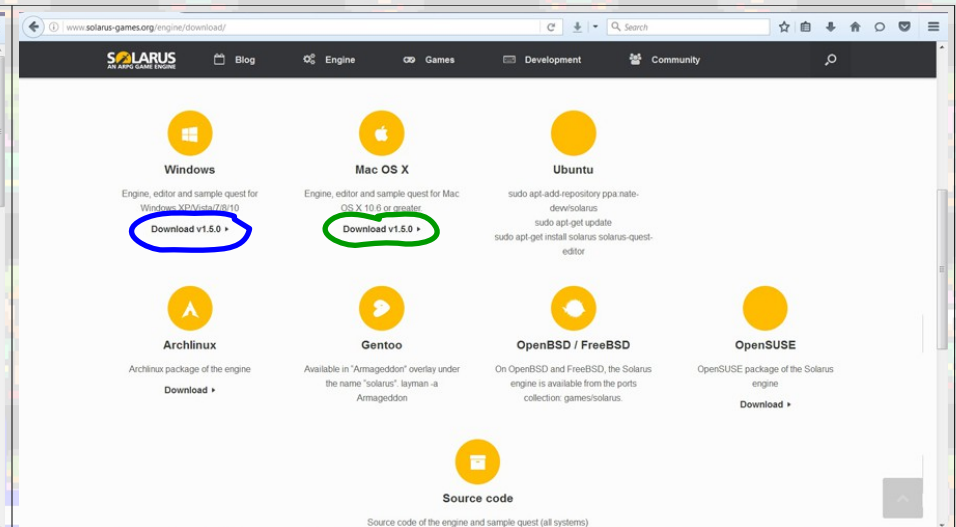 www.solarus-games.org/engine/download/
Search
SOLARUS
AN ARPG GAME ENGINE
Blog
Engine
Games
Development
Community
Windows
Engine, editor and sample quest for
Windows XP/Vista/7/8/10
Download v1.5.0
Mac OS X
Engine, editor and sample quest for Mac
OS X 10.6 or greater.
Download v1.5.0
Ubuntu
sudo apt-add-repository ppa:nate-
devv/solarus
sudo apt-get update
sudo apt-get install solarus solarus-quest-
editor
Archlinux
Archlinux package of the engine
Download
Gentoo
Available in "Armageddon" overlay under
the name "solarus". layman -a
Armageddon
OpenBSD / FreeBSD
On OpenBSD and FreeBSD, the Solarus
engine is available from the ports
collection: games/solarus.
OpenSUSE
OpenSUSE package of the Solarus
engine
Download
Source code
Source code of the engine and sample quest (all systems)